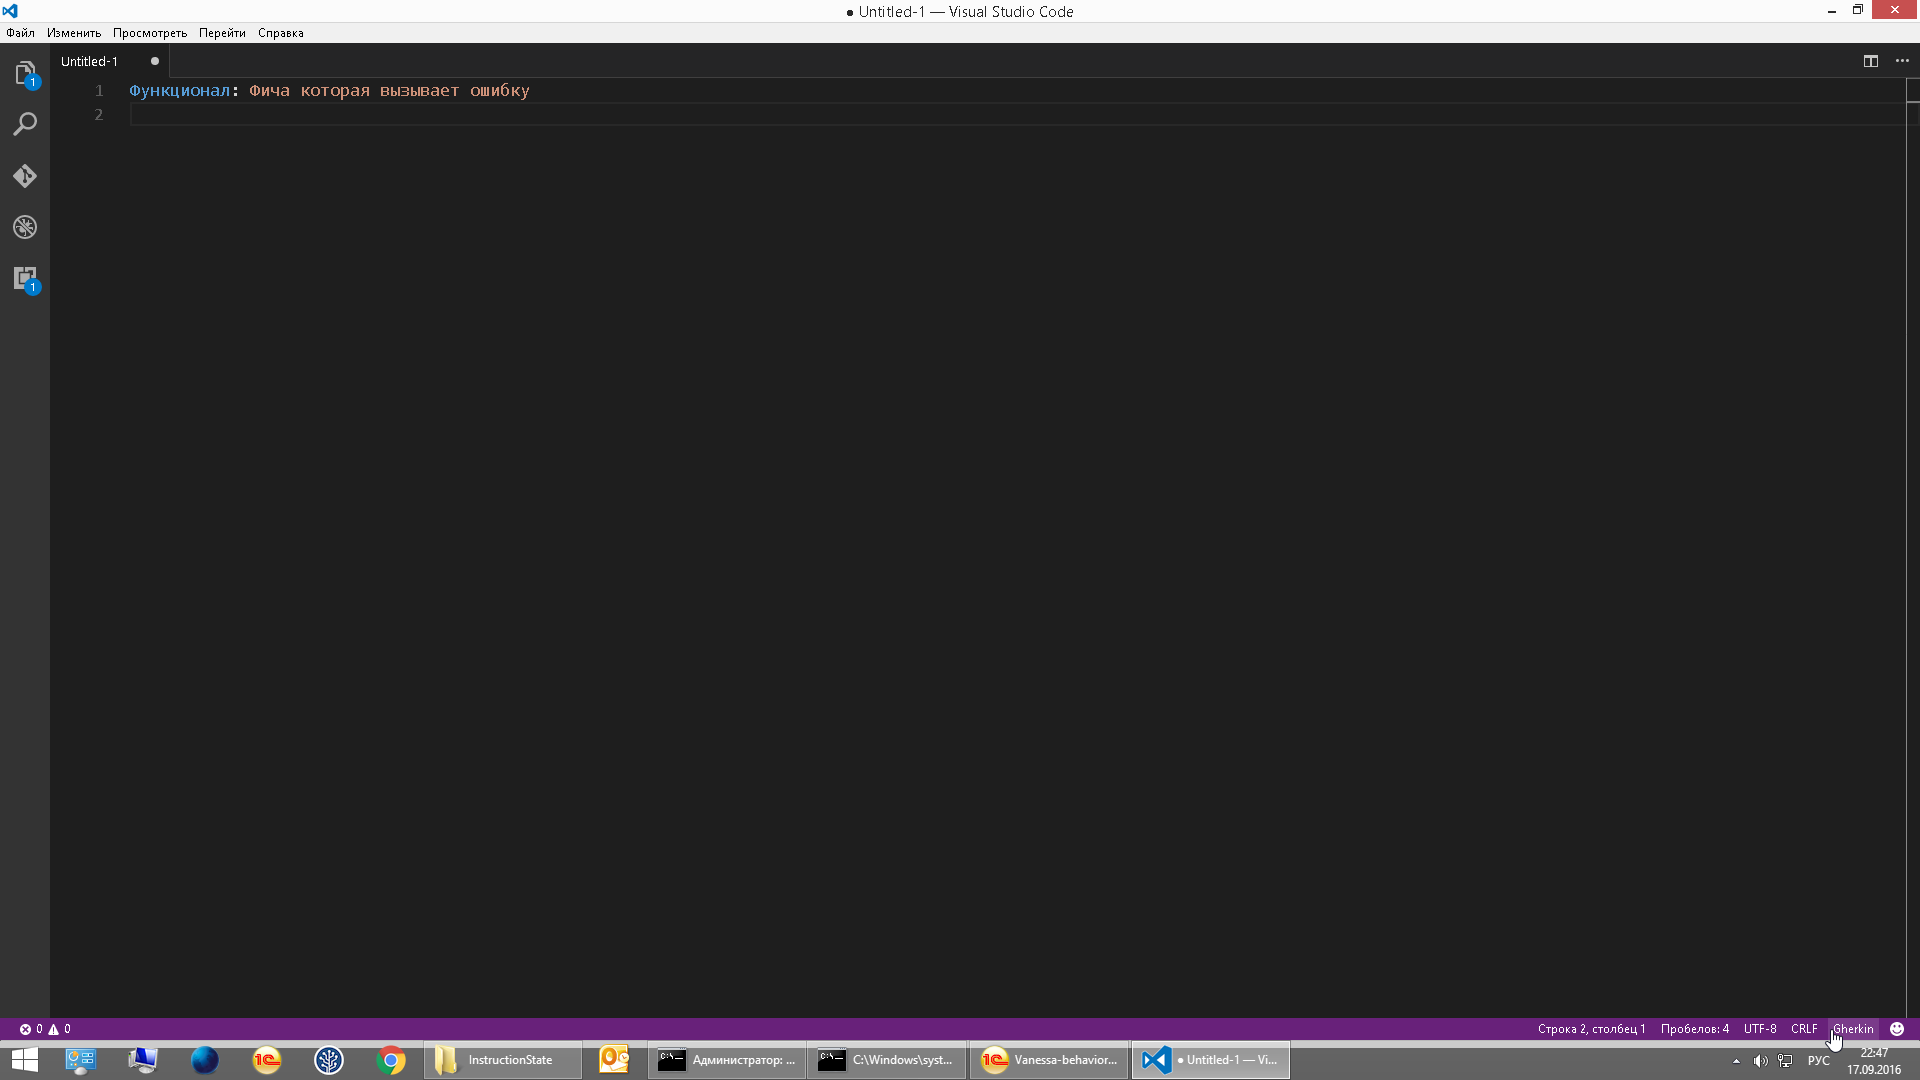 ● Untitled-1 — Visual Studio Code
Файл Изменить Просмотреть Перейти Справка
Untitled-1
1
1 Функционал: Фича которая вызывает ошибку
2
1
0 0
Строка 2, столбец 1 Пробелов: 4 UTF-8 CRLF Gherkin
InstructionState
Администратор: ...
C:\Windows\syst...
Vanessa-behavior...
● Untitled-1 — Vi...
РУС
22:47
17.09.2016